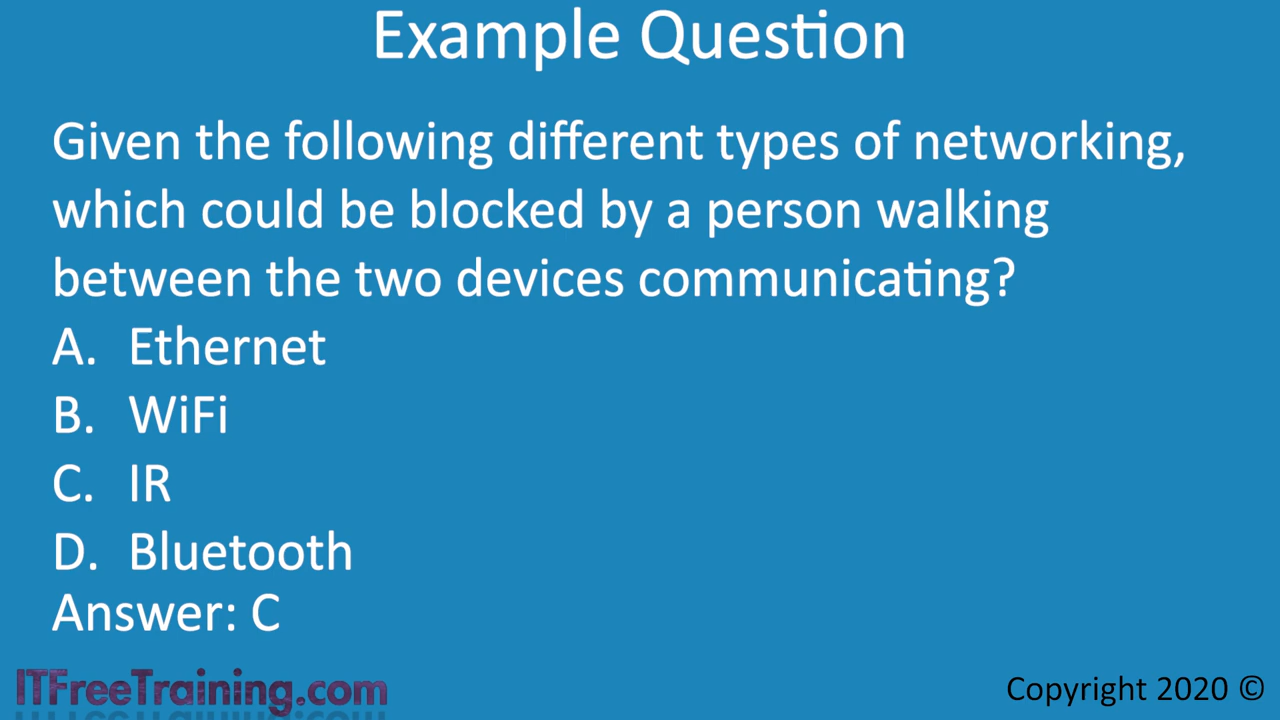 Example Question
Given the following different types of networking,
which could be blocked by a person walking
between the two devices communicating?
A. Ethernet
B. WiFi
C. IR
D. Bluetooth
Answer: C
ITFreeTraining.com
Copyright 2020 ©